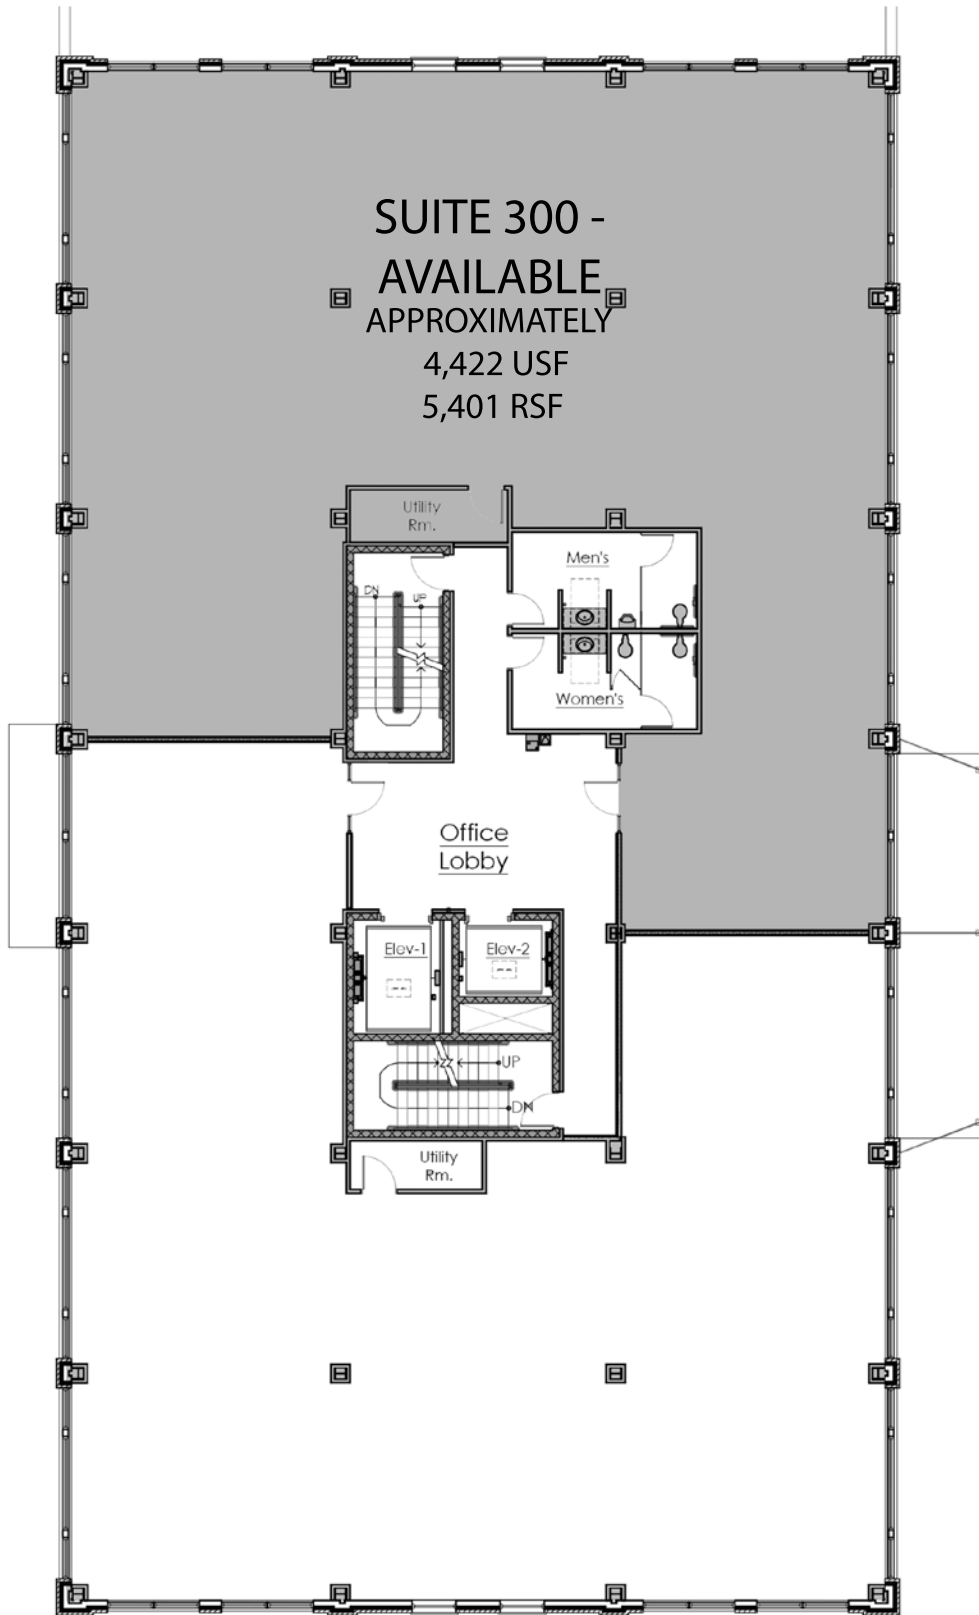 SUITE 300 -
AVAILABLE
APPROXIMATELY
4,422 USF
5,401 RSF
Utility
Rm.
Men's
DN
UP
Women's
Office
Lobby
Elev-1
Elev-2
UP
DN
Utility
Rm.